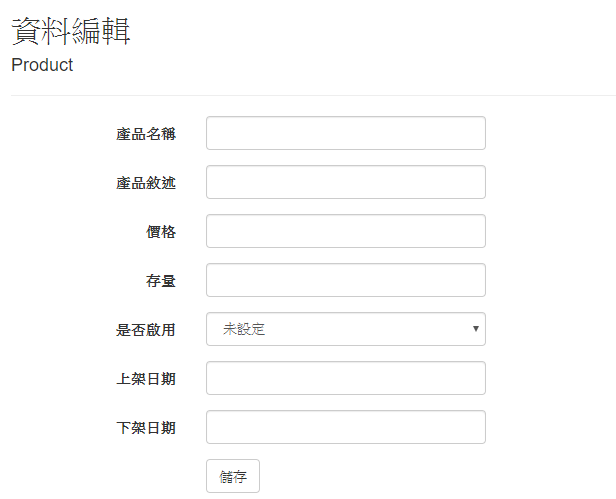 資料編輯
Product
產品名稱
產品敘述
價格
存量
是否啟用 未設定
上架日期
下架日期
儲存